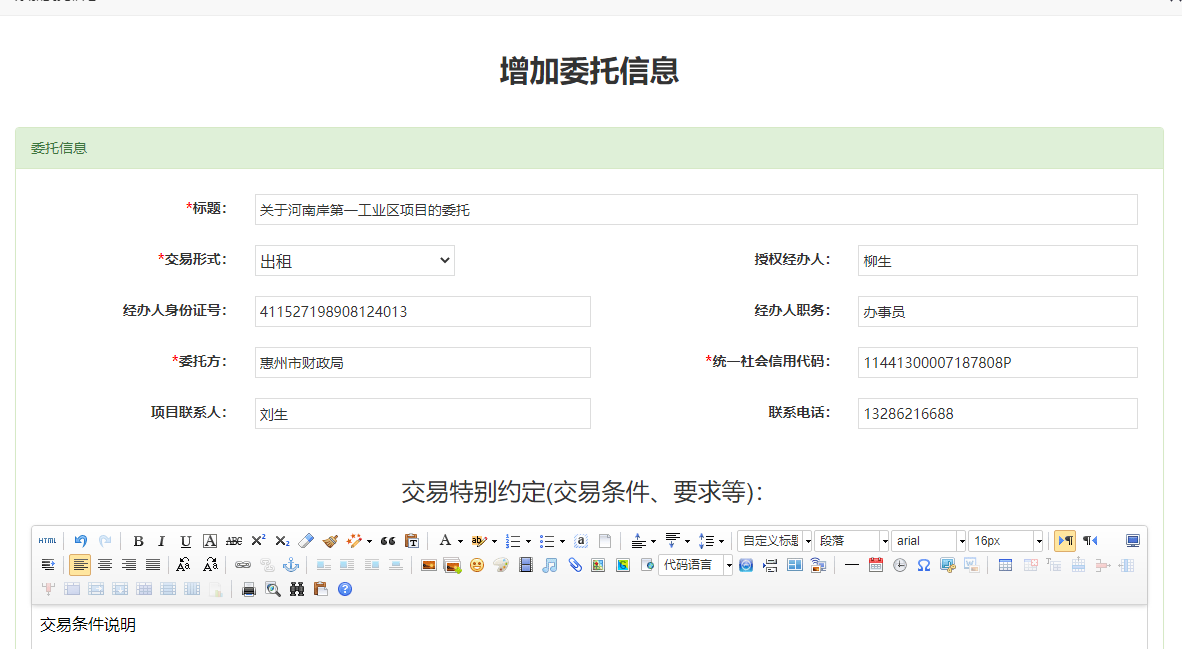 增加委托信息
委托信息
*标题： 关于河南岸第一工业区项目的委托
*交易形式： 出租 授权经办人： 柳生
经办人身份证号： 411527198908124013 经办人职务： 办事员
*委托方： 惠州市财政局 *统一社会信用代码： 11441300007187808P
项目联系人： 刘生 联系电话： 13286216688
交易特别约定(交易条件、要求等)：
HTML B I U A ABC X² X₂ A ab a 自定义标题 段落 arial 16px
代码语言
交易条件说明